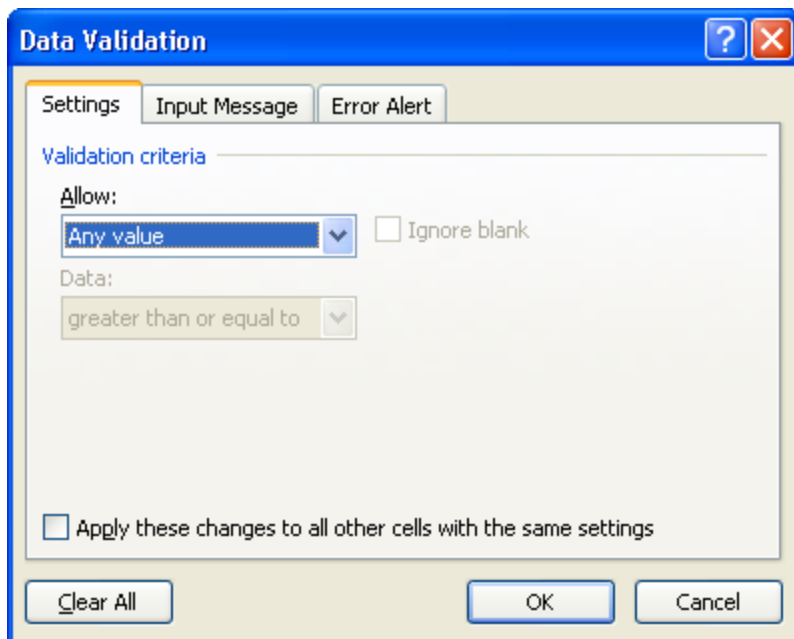 Data Validation
?
Settings Input Message Error Alert
Validation criteria
Allow:
Any value Ignore blank
Data:
greater than or equal to
Apply these changes to all other cells with the same settings
Clear All OK Cancel